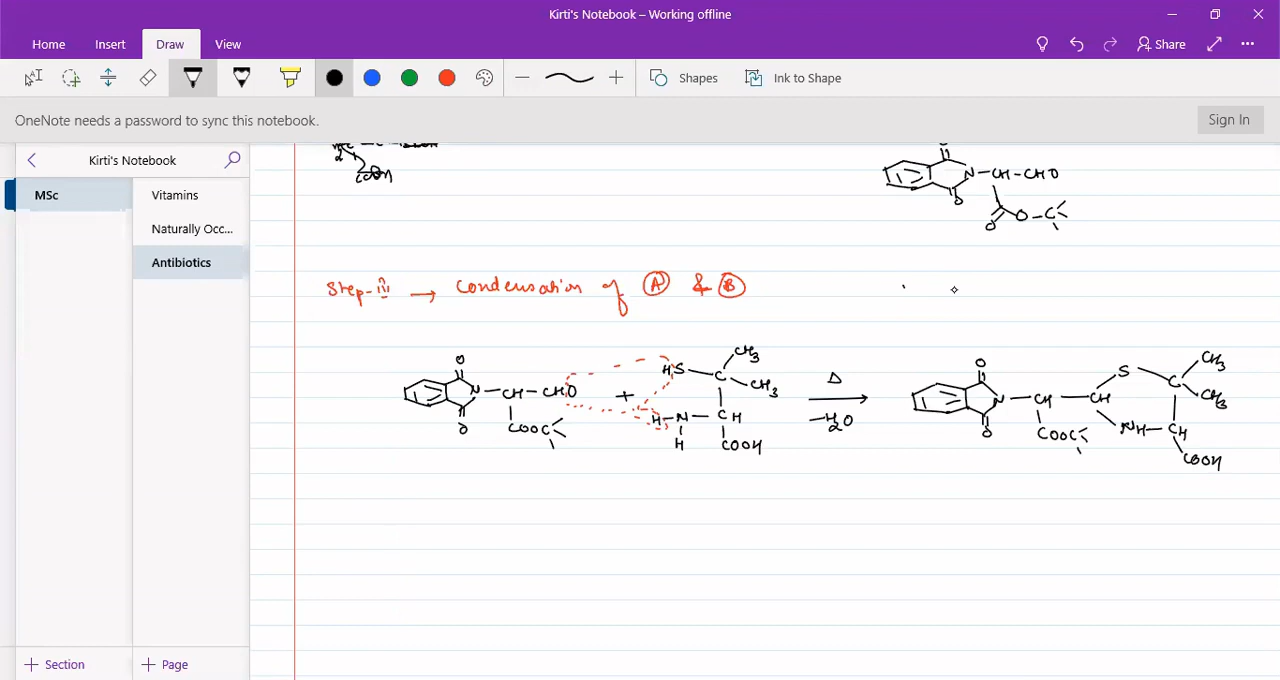 Kirti's Notebook – Working offline
Home Insert Draw View
Share
Shapes Ink to Shape
OneNote needs a password to sync this notebook. Sign In
Kirti's Notebook
MSc Vitamins
Naturally Occ...
Antibiotics
N - CH - CHO
O
O O - C
Step-iii → Condensation of A & B
O HS CH3 O S CH3
N - CH - CHO + C CH3 Δ N CH CH C CH3
O COOC H - N - CH -H2O O COOC NH - CH
H COOH COOH
+ Section + Page